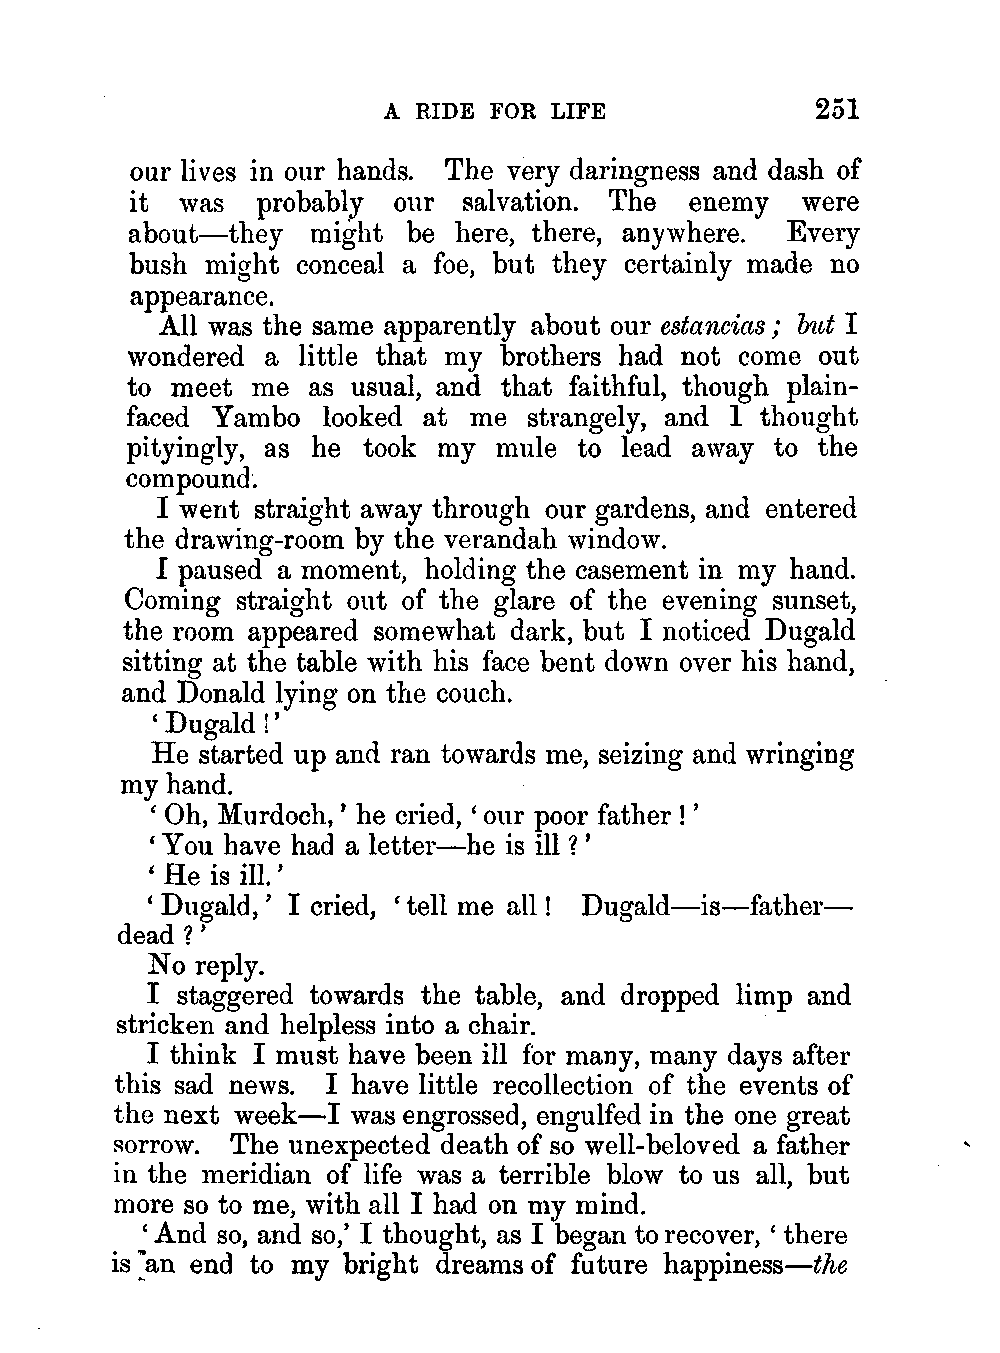 A RIDE FOR LIFE 251
our lives in our hands. The very daringness and dash of
it was probably our salvation. The enemy were
about—they might be here, there, anywhere. Every
bush might conceal a foe, but they certainly made no
appearance.
All was the same apparently about our estancias; but I
wondered a little that my brothers had not come out
to meet me as usual, and that faithful, though plain-
faced Yambo looked at me strangely, and I thought
pityingly, as he took my mule to lead away to the
compound.
I went straight away through our gardens, and entered
the drawing-room by the verandah window.
I paused a moment, holding the casement in my hand.
Coming straight out of the glare of the evening sunset,
the room appeared somewhat dark, but I noticed Dugald
sitting at the table with his face bent down over his hand,
and Donald lying on the couch.
‘Dugald!’
He started up and ran towards me, seizing and wringing
my hand.
‘Oh, Murdoch,’ he cried, ‘our poor father!’
‘You have had a letter—he is ill?’
‘He is ill.’
‘Dugald,’ I cried, ‘tell me all! Dugald—is—father—
dead?’
No reply.
I staggered towards the table, and dropped limp and
stricken and helpless into a chair.
I think I must have been ill for many, many days after
this sad news. I have little recollection of the events of
the next week—I was engrossed, engulfed in the one great
sorrow. The unexpected death of so well-beloved a father
in the meridian of life was a terrible blow to us all, but
more so to me, with all I had on my mind.
‘And so, and so,’ I thought, as I began to recover, ‘there
is an end to my bright dreams of future happiness—the